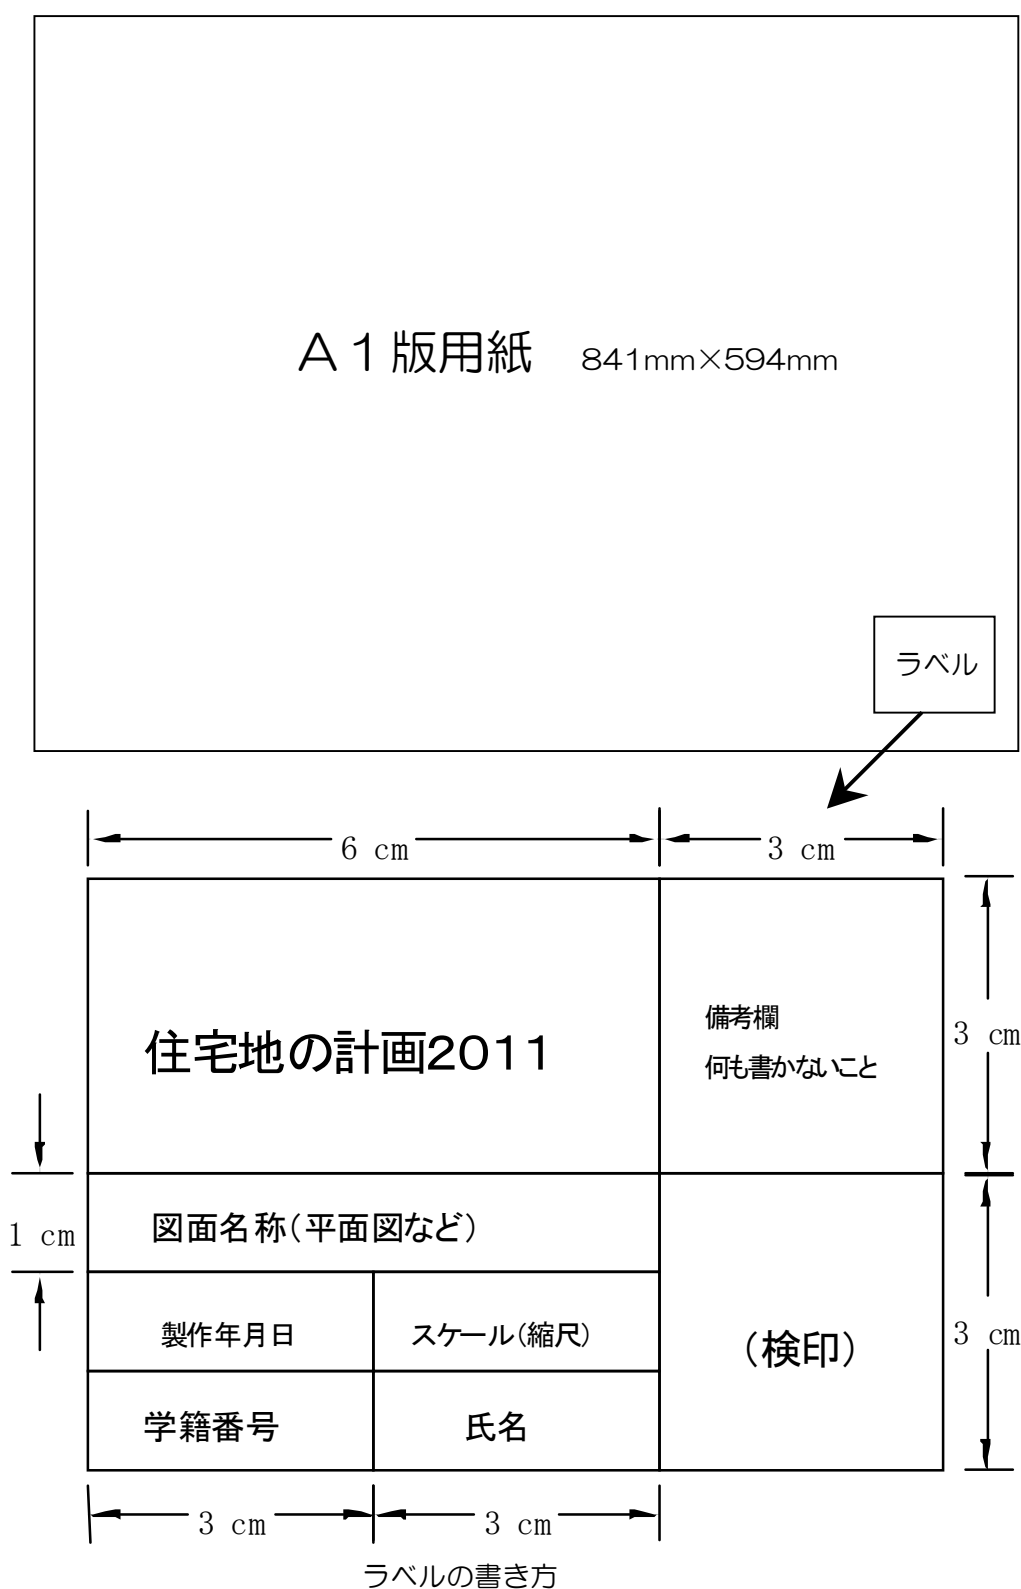 A1版用紙 841mm×594mm
ラベル
6 cm
3 cm
住宅地の計画2011
備考欄
何も書かないこと
3 cm
図面名称(平面図など)
1 cm
製作年月日
スケール(縮尺)
(検印)
3 cm
学籍番号
氏名
3 cm
3 cm
ラベルの書き方